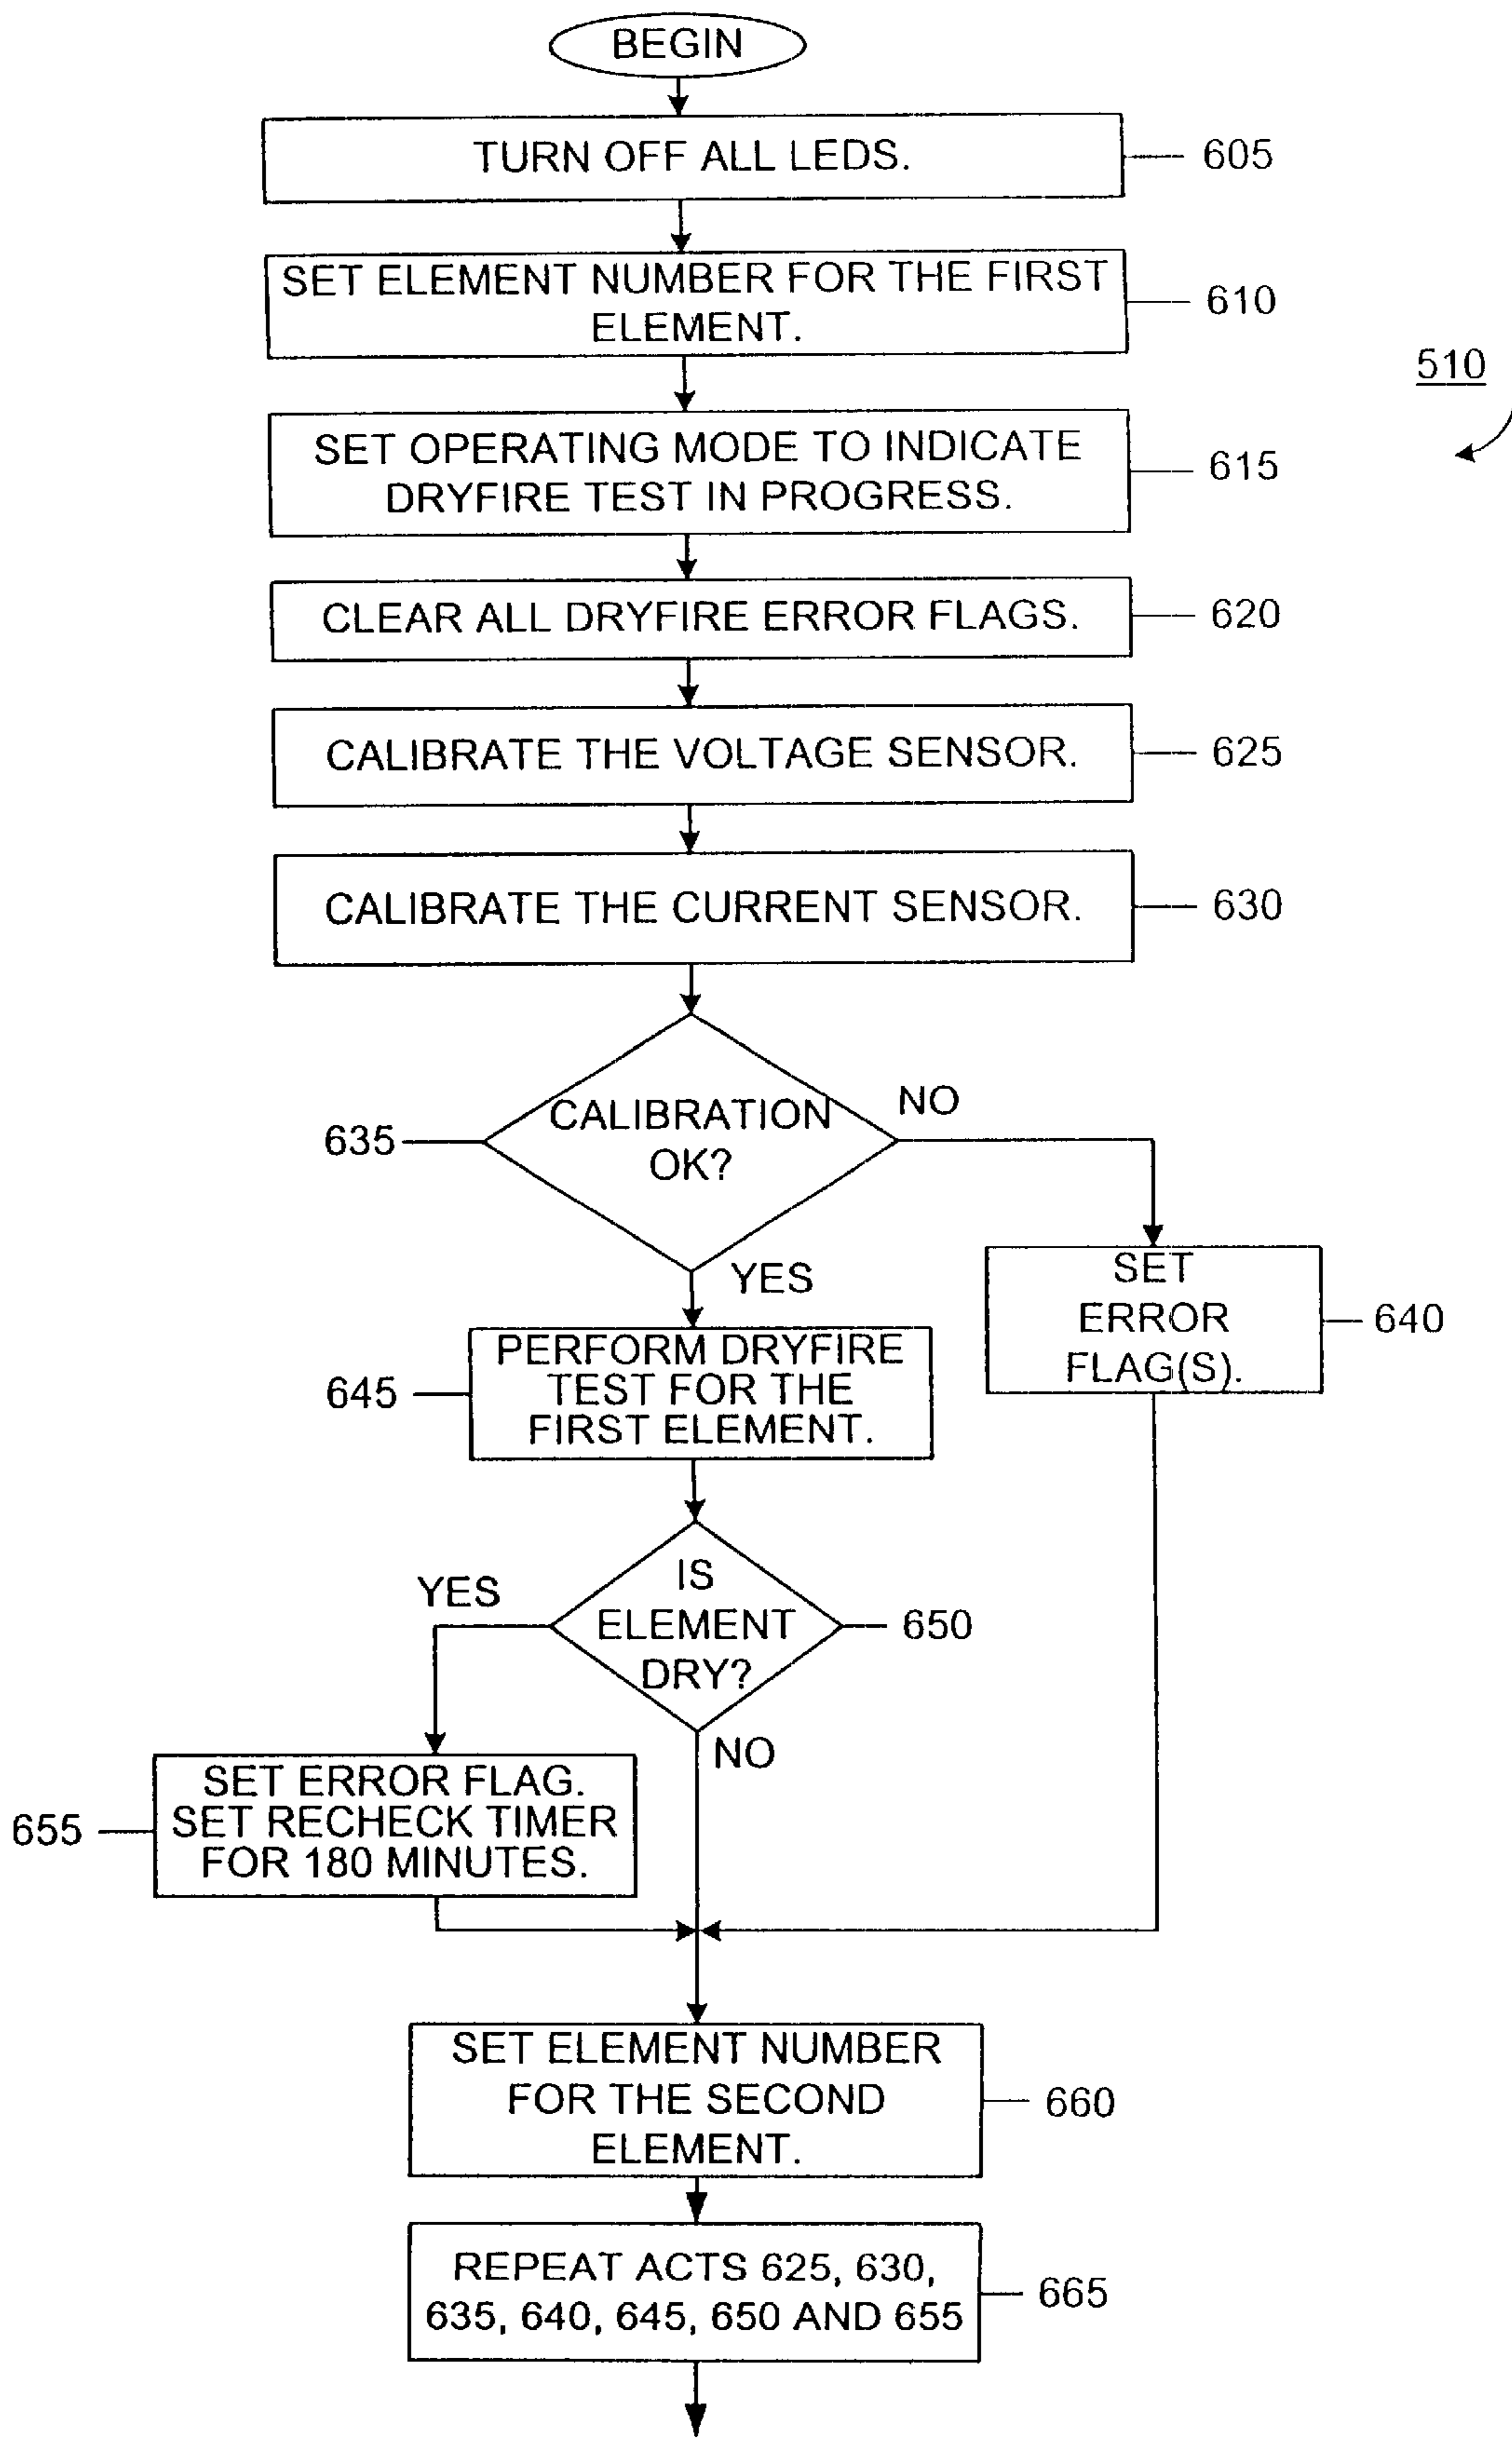 BEGIN
TURN OFF ALL LEDS.
605
SET ELEMENT NUMBER FOR THE FIRST
ELEMENT.
610
510
SET OPERATING MODE TO INDICATE
DRYFIRE TEST IN PROGRESS.
615
CLEAR ALL DRYFIRE ERROR FLAGS.
620
CALIBRATE THE VOLTAGE SENSOR.
625
CALIBRATE THE CURRENT SENSOR.
630
NO
CALIBRATION
OK?
635
YES
SET
ERROR
FLAG(S).
640
PERFORM DRYFIRE
TEST FOR THE
FIRST ELEMENT.
645
YES
IS
ELEMENT
DRY?
650
NO
SET ERROR FLAG.
SET RECHECK TIMER
FOR 180 MINUTES.
655
SET ELEMENT NUMBER
FOR THE SECOND
ELEMENT.
660
REPEAT ACTS 625, 630,
635, 640, 645, 650 AND 655
665